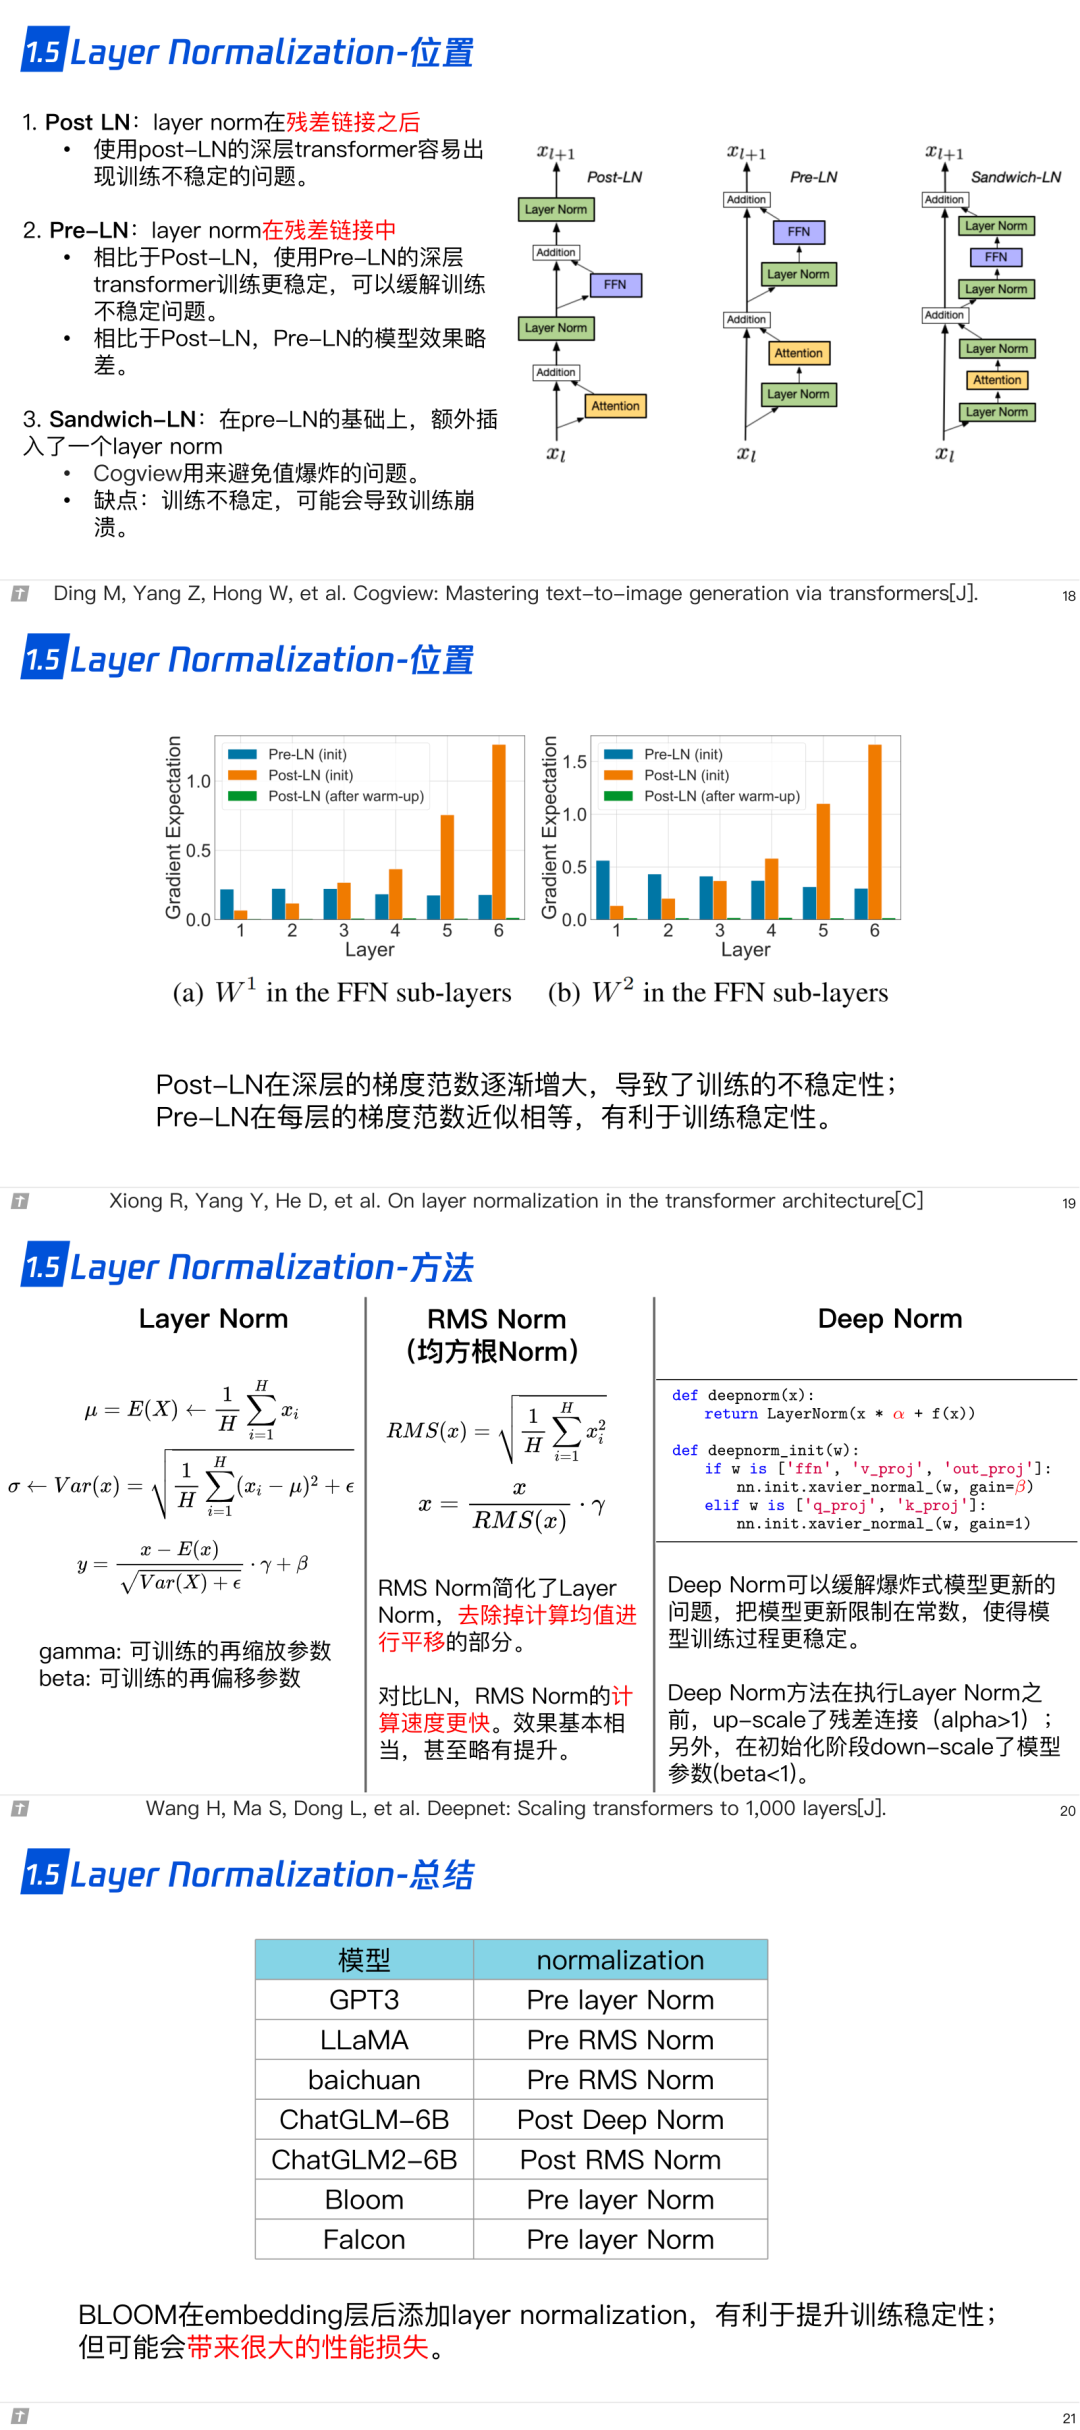 1.5 Layer Normalization-位置
1. Post LN：layer norm在残差链接之后
• 使用post-LN的深层transformer容易出
现训练不稳定的问题。
2. Pre-LN：layer norm在残差链接中
• 相比于Post-LN，使用Pre-LN的深层
transformer训练更稳定，可以缓解训练
不稳定问题。
• 相比于Post-LN，Pre-LN的模型效果略
差。
3. Sandwich-LN：在pre-LN的基础上，额外插
入了一个layer norm
• Cogview用来避免值爆炸的问题。
• 缺点：训练不稳定，可能会导致训练崩
溃。
x_{l+1}
Post-LN
Layer Norm
Addition
FFN
Layer Norm
Addition
Attention
x_l
x_{l+1}
Pre-LN
Addition
FFN
Layer Norm
Addition
Attention
Layer Norm
x_l
x_{l+1}
Sandwich-LN
Addition
Layer Norm
FFN
Layer Norm
Addition
Layer Norm
Attention
Layer Norm
x_l
Ding M, Yang Z, Hong W, et al. Cogview: Mastering text-to-image generation via transformers[J].
18
1.5 Layer Normalization-位置
Gradient Expectation
1.0
0.5
0.0
Pre-LN (init)
Post-LN (init)
Post-LN (after warm-up)
1 2 3 4 5 6
Layer
(a) W^1 in the FFN sub-layers
Gradient Expectation
1.5
1.0
0.5
0.0
Pre-LN (init)
Post-LN (init)
Post-LN (after warm-up)
1 2 3 4 5 6
Layer
(b) W^2 in the FFN sub-layers
Post-LN在深层的梯度范数逐渐增大，导致了训练的不稳定性；
Pre-LN在每层的梯度范数近似相等，有利于训练稳定性。
Xiong R, Yang Y, He D, et al. On layer normalization in the transformer architecture[C]
19
1.5 Layer Normalization-方法
Layer Norm
μ = E(X) ← \frac{1}{H} \sum_{i=1}^{H} x_i
σ ← Var(x) = \sqrt{\frac{1}{H} \sum_{i=1}^{H} (x_i − μ)^2 + ϵ}
y = \frac{x − E(x)}{\sqrt{Var(X) + ϵ}} · γ + β
gamma: 可训练的再缩放参数
beta: 可训练的再偏移参数
RMS Norm
（均方根Norm）
RMS(x) = \sqrt{\frac{1}{H} \sum_{i=1}^{H} x_i^2}
x = \frac{x}{RMS(x)} · γ
RMS Norm简化了Layer
Norm，去除掉计算均值进
行平移的部分。
对比LN，RMS Norm的计
算速度更快。效果基本相
当，甚至略有提升。
Deep Norm
def deepnorm(x):
return LayerNorm(x * α + f(x))
def deepnorm_init(w):
if w is ['ffn', 'v_proj', 'out_proj']:
nn.init.xavier_normal_(w, gain=β)
elif w is ['q_proj', 'k_proj']:
nn.init.xavier_normal_(w, gain=1)
Deep Norm可以缓解爆炸式模型更新的
问题，把模型更新限制在常数，使得模
型训练过程更稳定。
Deep Norm方法在执行Layer Norm之
前，up-scale了残差连接（alpha>1）；
另外，在初始化阶段down-scale了模型
参数(beta<1)。
Wang H, Ma S, Dong L, et al. Deepnet: Scaling transformers to 1,000 layers[J].
20
1.5 Layer Normalization-总结
模型 normalization
GPT3 Pre layer Norm
LLaMA Pre RMS Norm
baichuan Pre RMS Norm
ChatGLM-6B Post Deep Norm
ChatGLM2-6B Post RMS Norm
Bloom Pre layer Norm
Falcon Pre layer Norm
BLOOM在embedding层后添加layer normalization，有利于提升训练稳定性；
但可能会带来很大的性能损失。
21